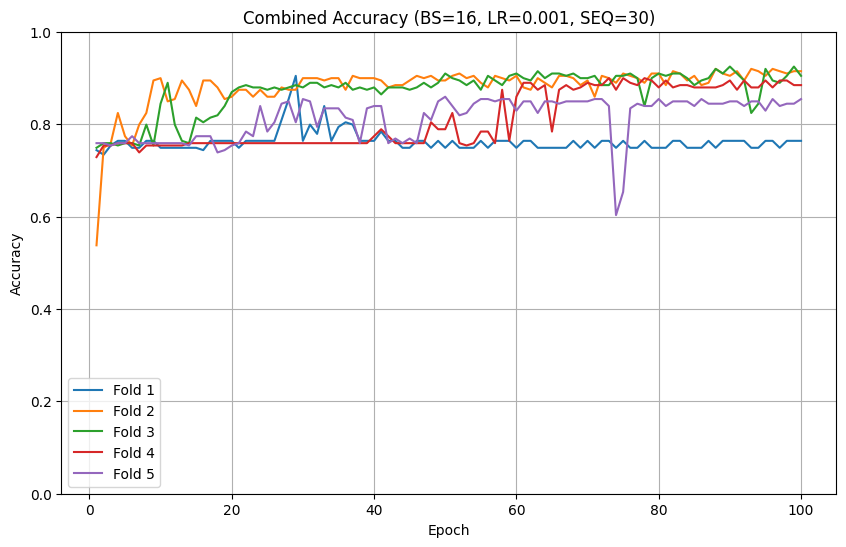 Combined Accuracy (BS=16, LR=0.001, SEQ=30)
1.0
0.8
0.6
0.4
0.2
0.0
Accuracy
Fold 1
Fold 2
Fold 3
Fold 4
Fold 5
0 20 40 60 80 100
Epoch